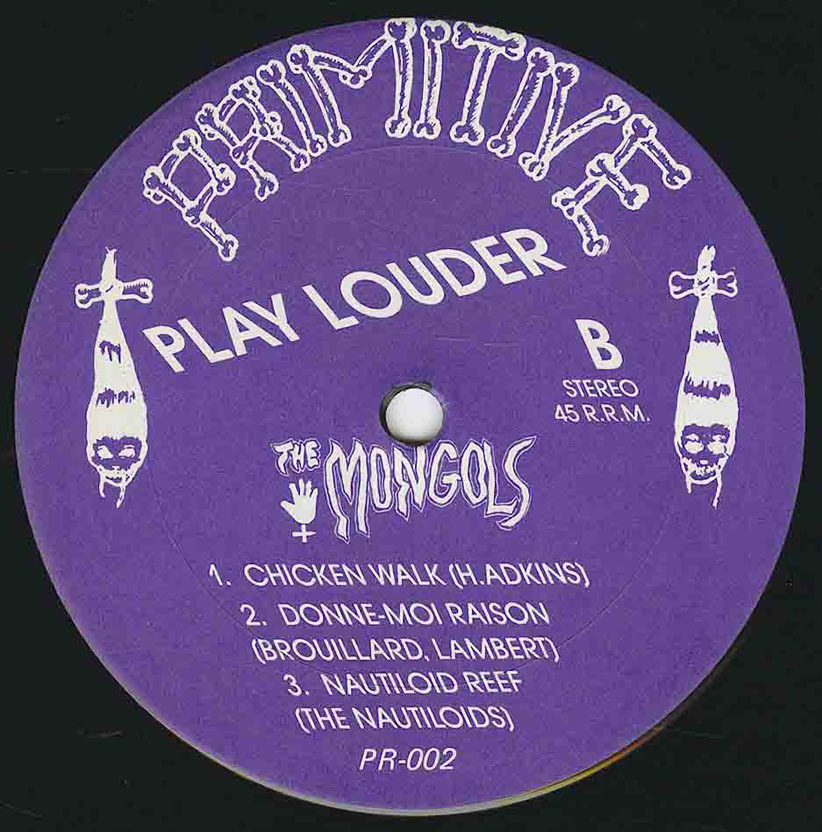 PRIMITIVE
PLAY LOUDER
B
STEREO
45 R.R.M.
THE MONGOLS
1. CHICKEN WALK (H.ADKINS)
2. DONNE-MOI RAISON
(BROUILLARD, LAMBERT)
3. NAUTILOID REEF
(THE NAUTILOIDS)
PR-002